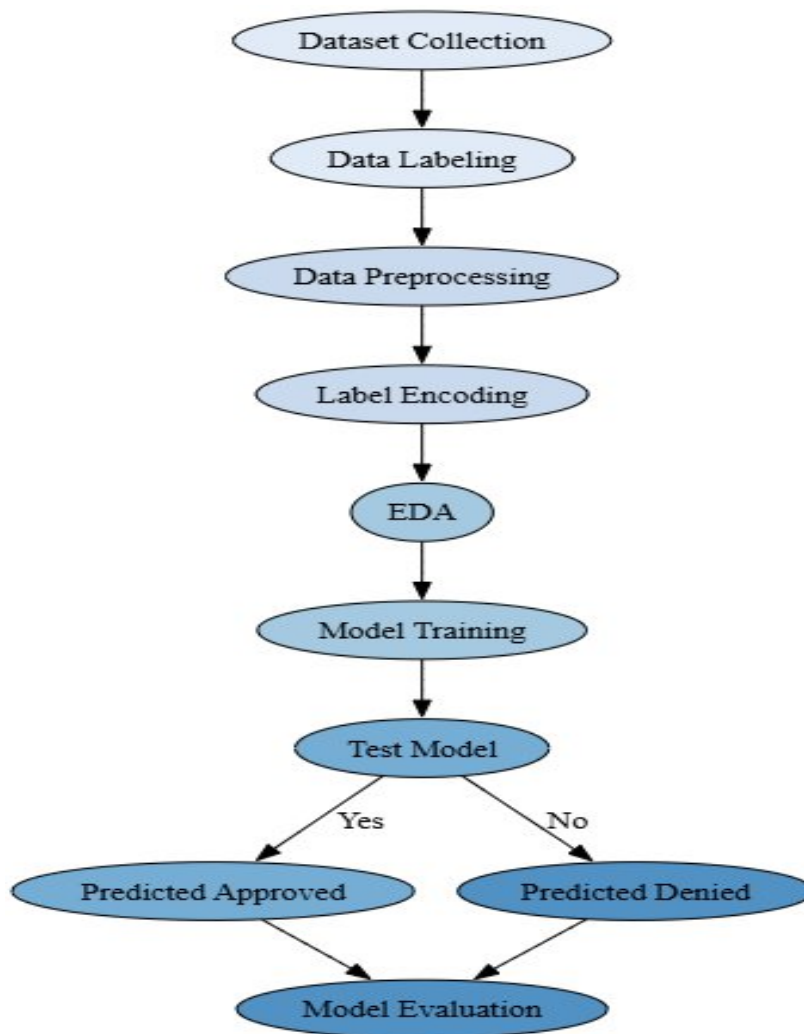 Dataset Collection
Data Labeling
Data Preprocessing
Label Encoding
EDA
Model Training
Test Model
Yes
No
Predicted Approved
Predicted Denied
Model Evaluation